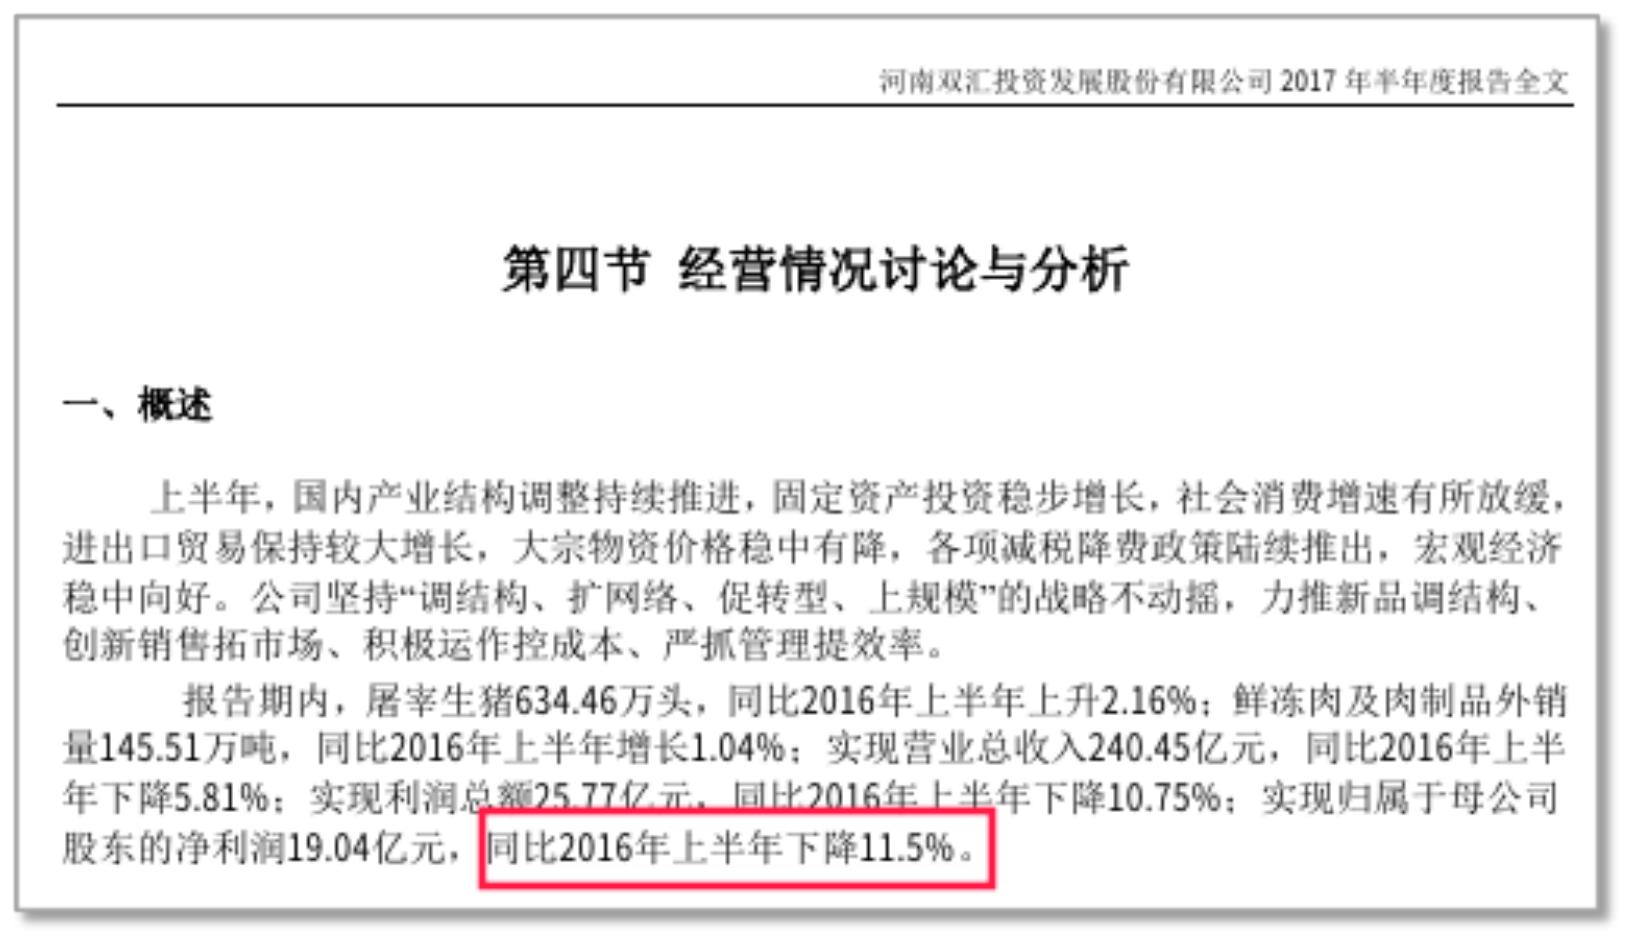 河南双汇投资发展股份有限公司 2017 年半年度报告全文
第四节 经营情况讨论与分析
一、概述
上半年，国内产业结构调整持续推进，固定资产投资稳步增长，社会消费增速有所放缓，
进出口贸易保持较大增长，大宗物资价格稳中有降，各项减税降费政策陆续推出，宏观经济
稳中向好。公司坚持“调结构、扩网络、促转型、上规模”的战略不动摇，力推新品调结构、
创新销售拓市场、积极运作控成本、严抓管理提效率。
报告期内，屠宰生猪634.46万头，同比2016年上半年上升2.16%；鲜冻肉及肉制品外销
量145.51万吨，同比2016年上半年增长1.04%；实现营业总收入240.45亿元，同比2016年上半
年下降5.81%；实现利润总额25.77亿元，同比2016年上半年下降10.75%；实现归属于母公司
股东的净利润19.04亿元，同比2016年上半年下降11.5%。